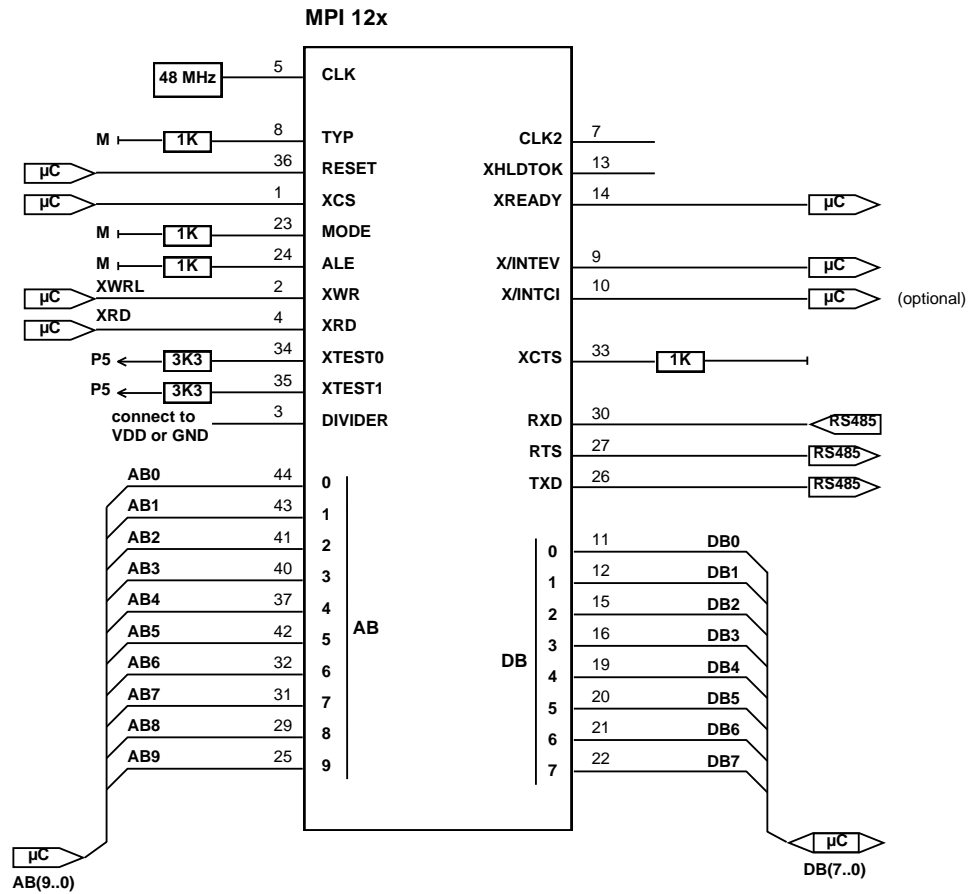 MPI 12x
48 MHz 5 CLK
M 1K 8 TYP CLK2 7
µC 36 RESET XHLDTOK 13
µC 1 XCS XREADY 14 µC
M 1K 23 MODE
M 1K 24 ALE X/INTEV 9 µC
µC XWRL 2 XWR X/INTCI 10 µC (optional)
µC XRD 4 XRD
P5 3K3 34 XTEST0 XCTS 33 1K
P5 3K3 35 XTEST1
connect to
VDD or GND
3 DIVIDER RXD 30 RS485
RTS 27 RS485
AB0 44 0 TXD 26 RS485
AB1 43 1
AB2 41 2 0 11 DB0
AB3 40 3 1 12 DB1
AB4 37 4 2 15 DB2
AB5 42 5 AB 3 16 DB3
AB6 32 6 DB 4 19 DB4
AB7 31 7 5 20 DB5
AB8 29 8 6 21 DB6
AB9 25 9 7 22 DB7
µC µC
AB(9..0) DB(7..0)